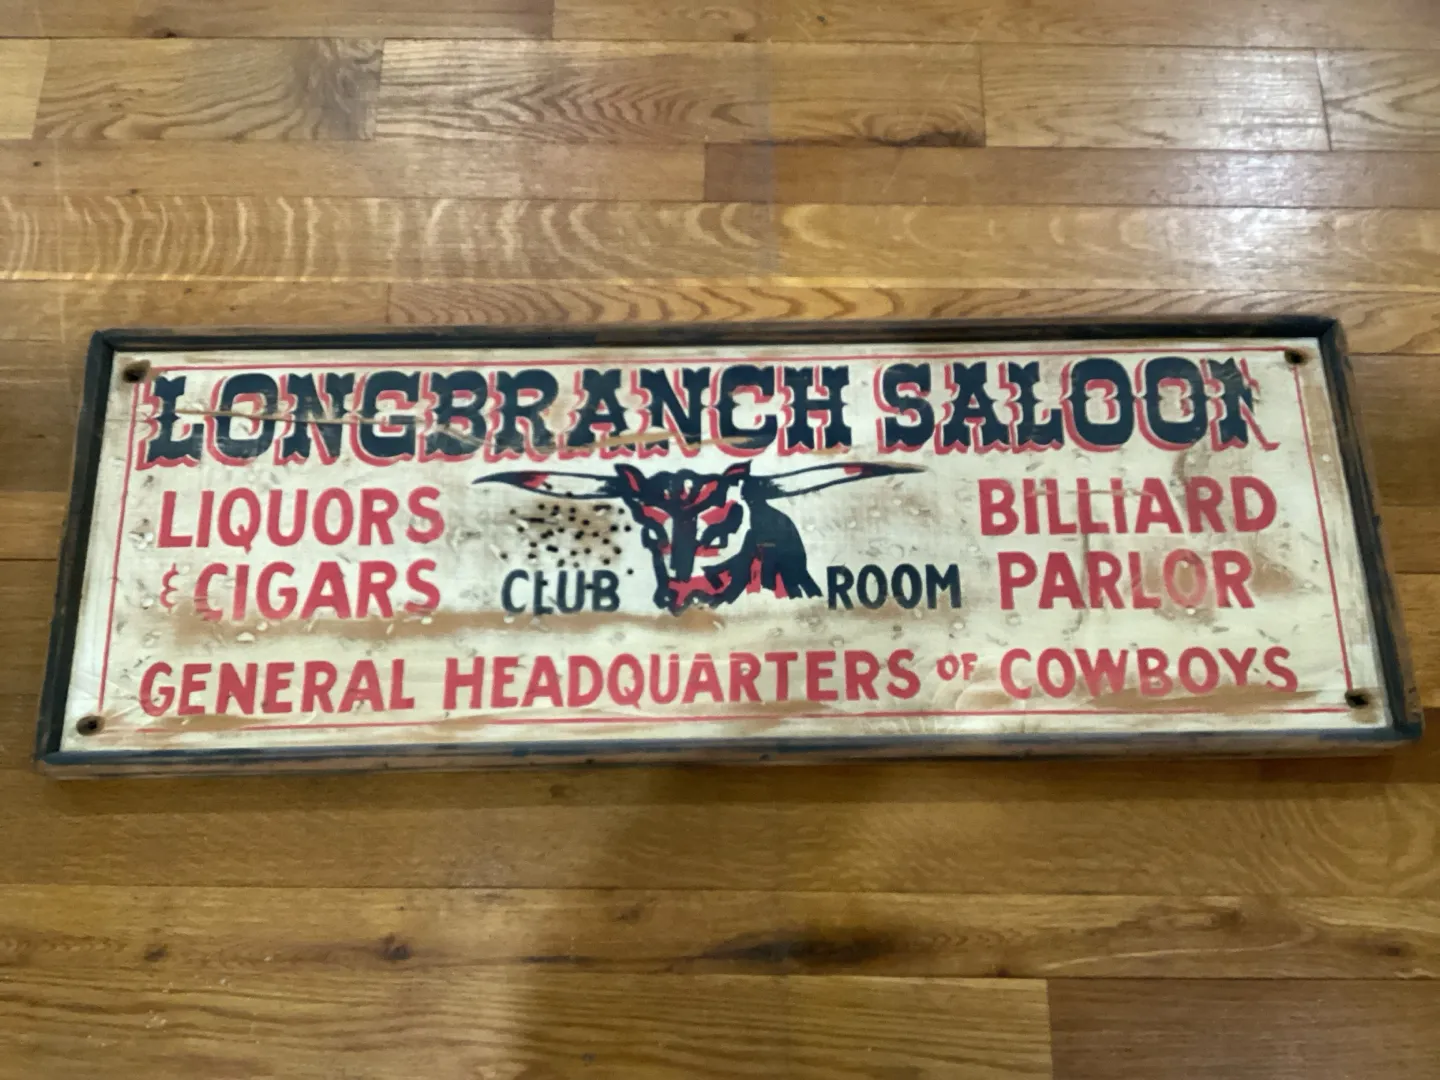 LONGBRANCH SALOON
LIQUORS
& CIGARS
CLUB ROOM
BILLIARD
PARLOR
GENERAL HEADQUARTERS OF COWBOYS